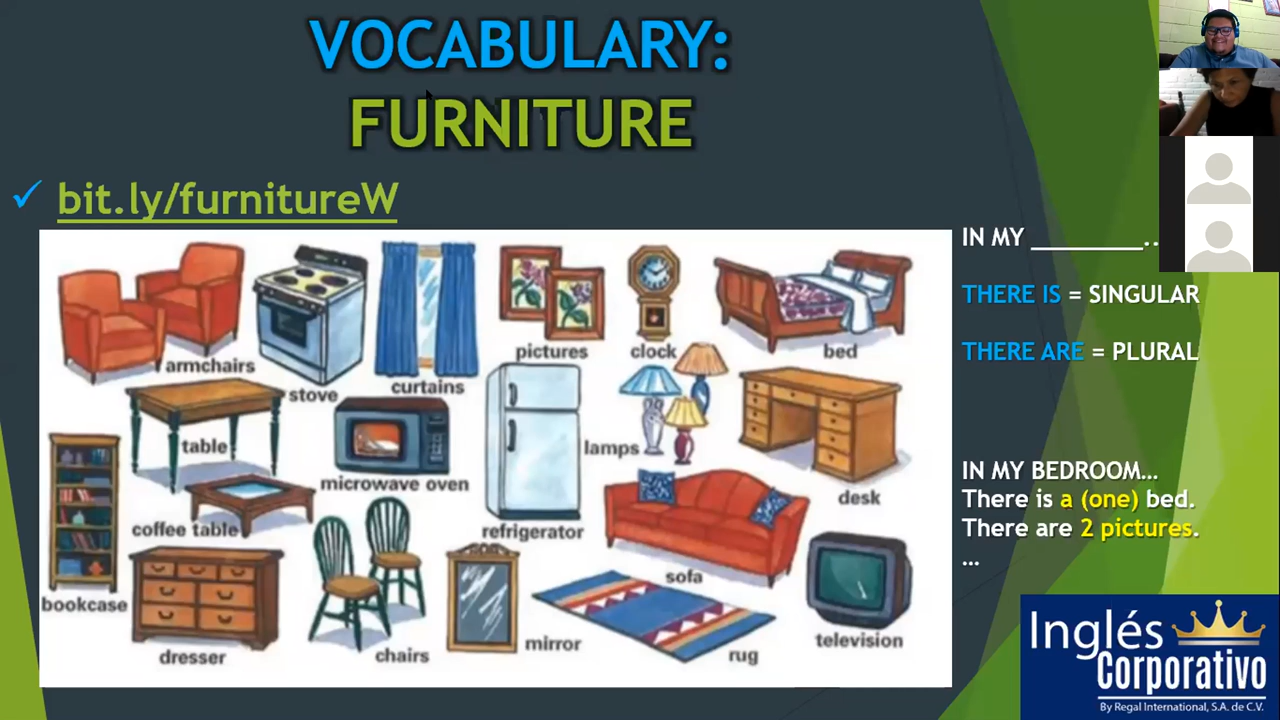 VOCABULARY:
FURNITURE
✓ bit.ly/furnitureW
armchairs
stove
curtains
pictures
clock
bed
table
microwave oven
refrigerator
lamps
desk
coffee table
bookcase
dresser
chairs
mirror
sofa
rug
television
IN MY _________..
THERE IS = SINGULAR
THERE ARE = PLURAL
IN MY BEDROOM...
There is a (one) bed.
There are 2 pictures.
...
Inglés
Corporativo
By Regal International, S.A. de C.V.